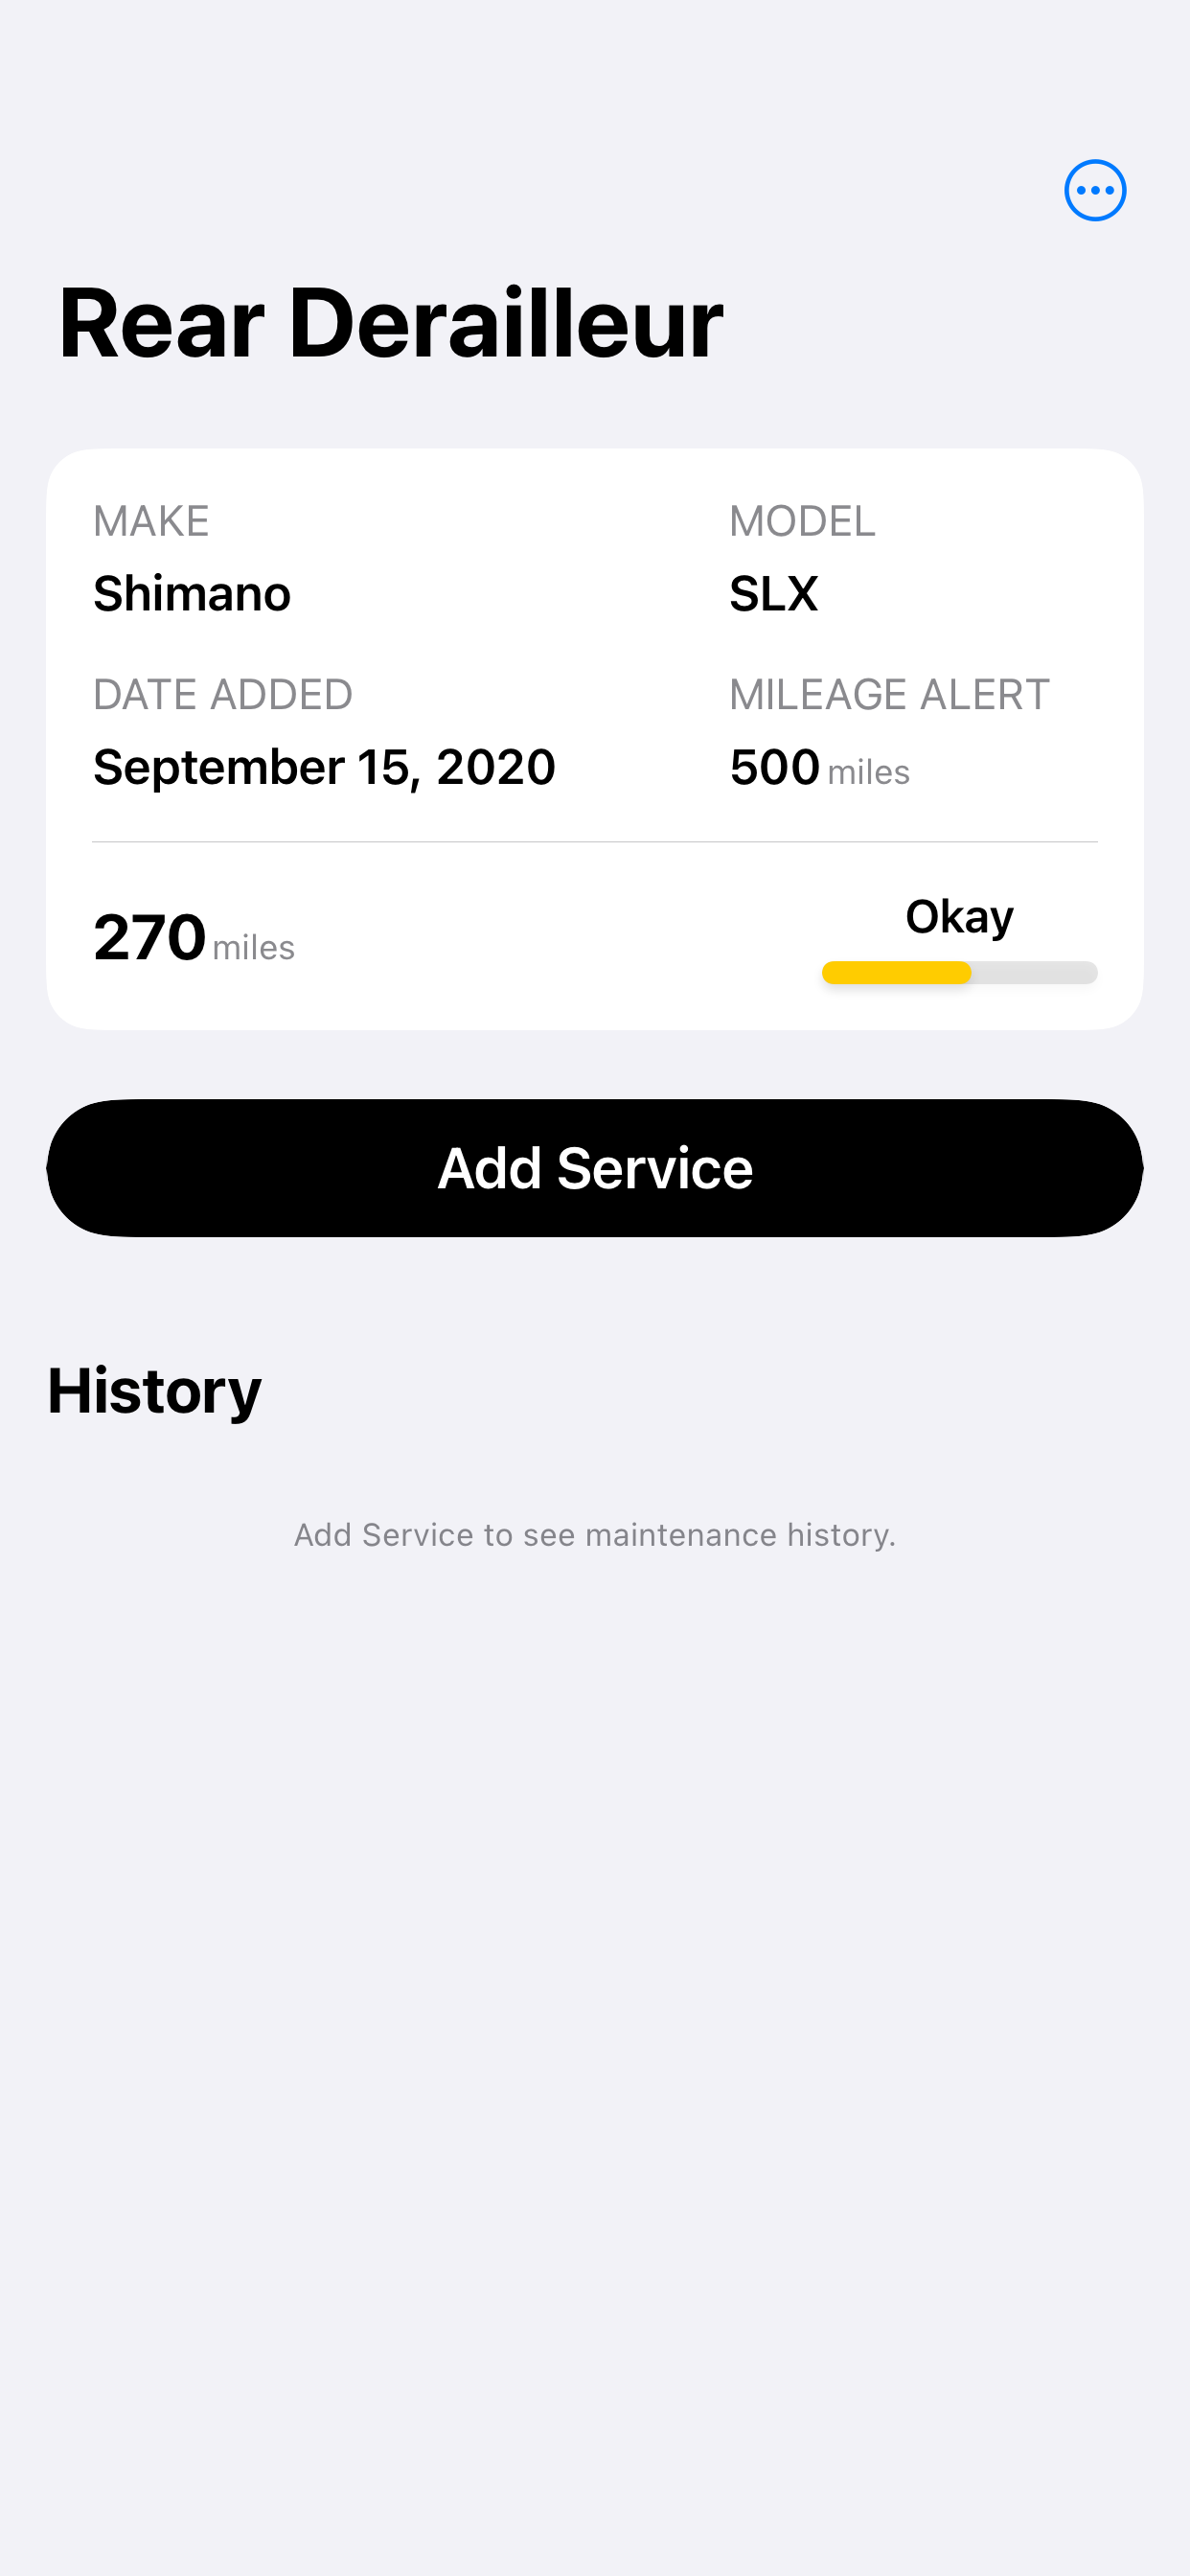 Rear Derailleur
MAKE
Shimano
MODEL
SLX
DATE ADDED
September 15, 2020
MILEAGE ALERT
500 miles
270 miles
Okay
Add Service
History
Add Service to see maintenance history.